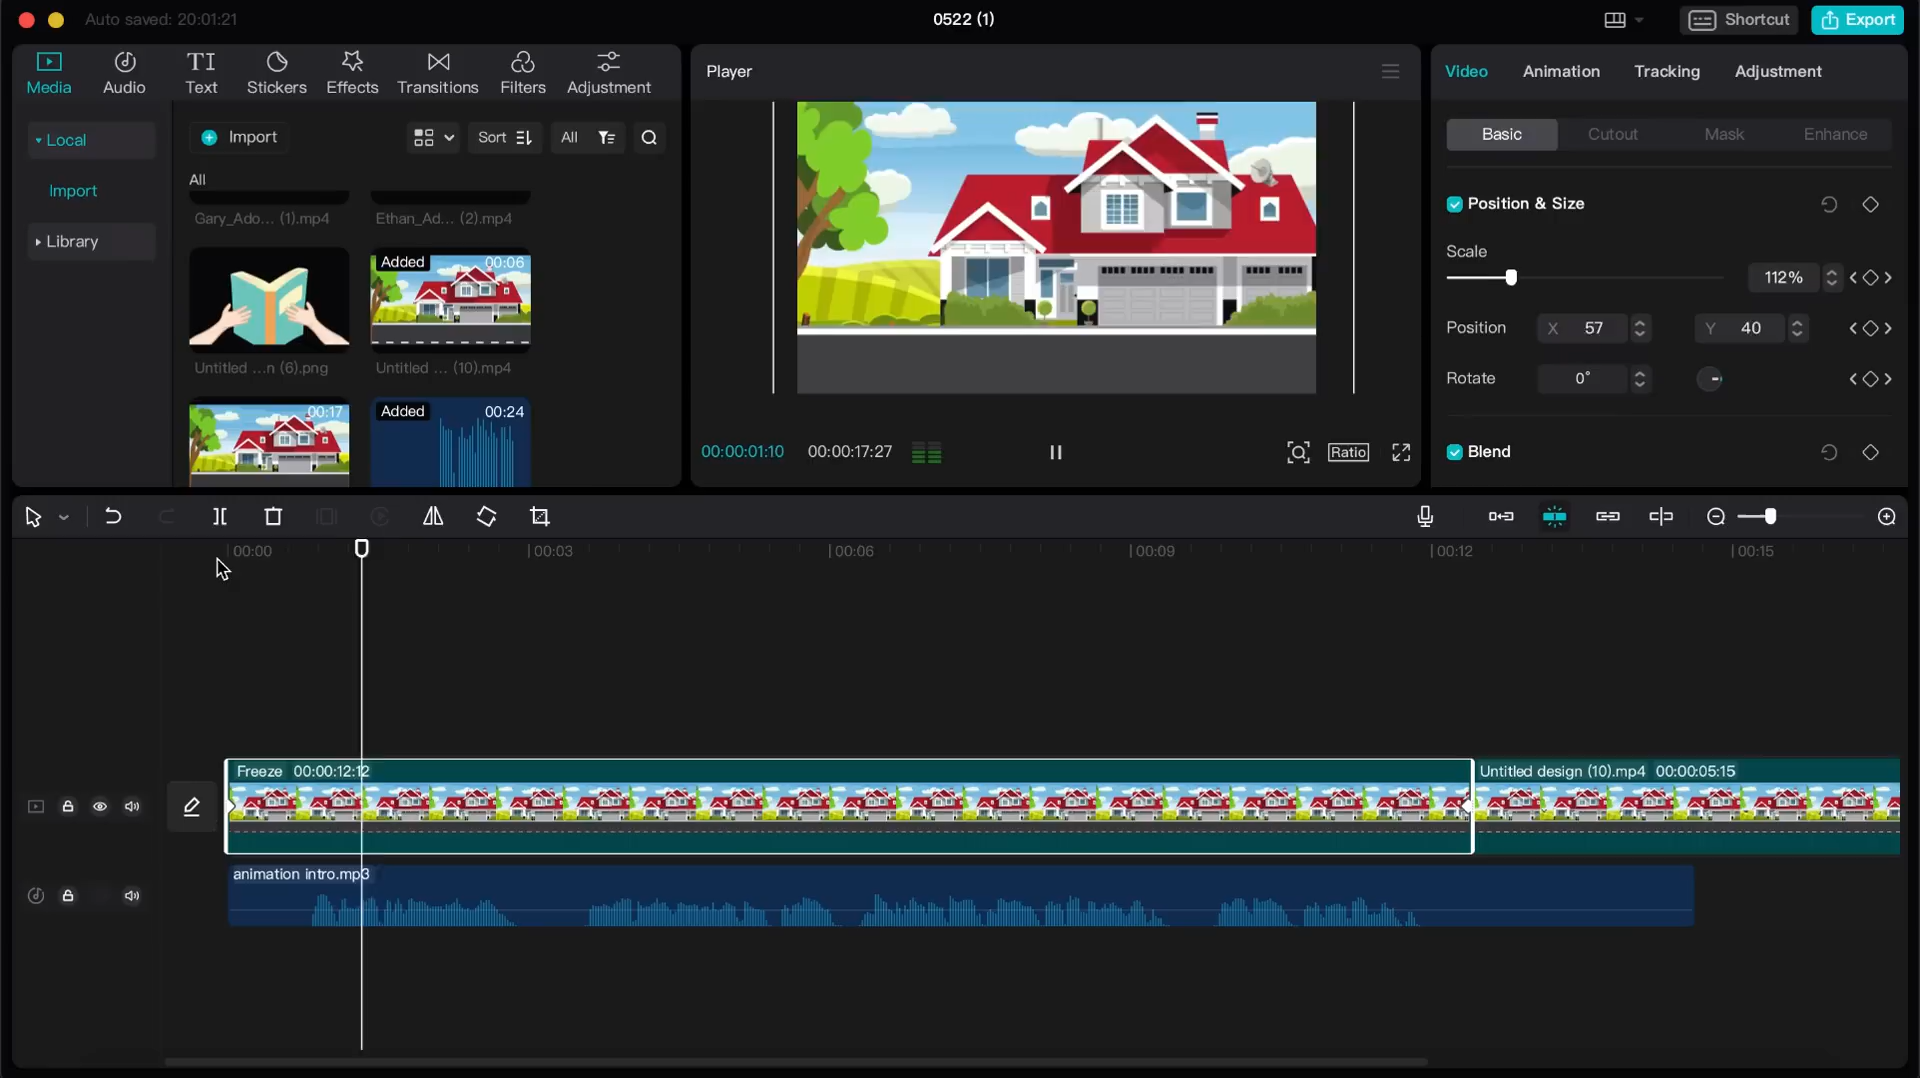 Auto saved: 20:01:21
0522 (1)
Shortcut
Export
Media
Audio
TI
Text
Stickers
Effects
Transitions
Filters
Adjustment
Player
Video
Animation
Tracking
Adjustment
Local
Import
Library
Import
Sort
All
All
Gary_Ado... (1).mp4
Ethan_Ad... (2).mp4
Added
00:06
Untitled ...n (6).png
Untitled ... (10).mp4
00:17
Added
00:24
Basic
Cutout
Mask
Enhance
Position & Size
Scale
112%
Position
X 57
Y 40
Rotate
0°
Blend
00:00:01:10
00:00:17:27
Ratio
00:00
00:03
00:06
00:09
00:12
00:15
Freeze 00:00:12:12
Untitled design (10).mp4 00:00:05:15
animation intro.mp3